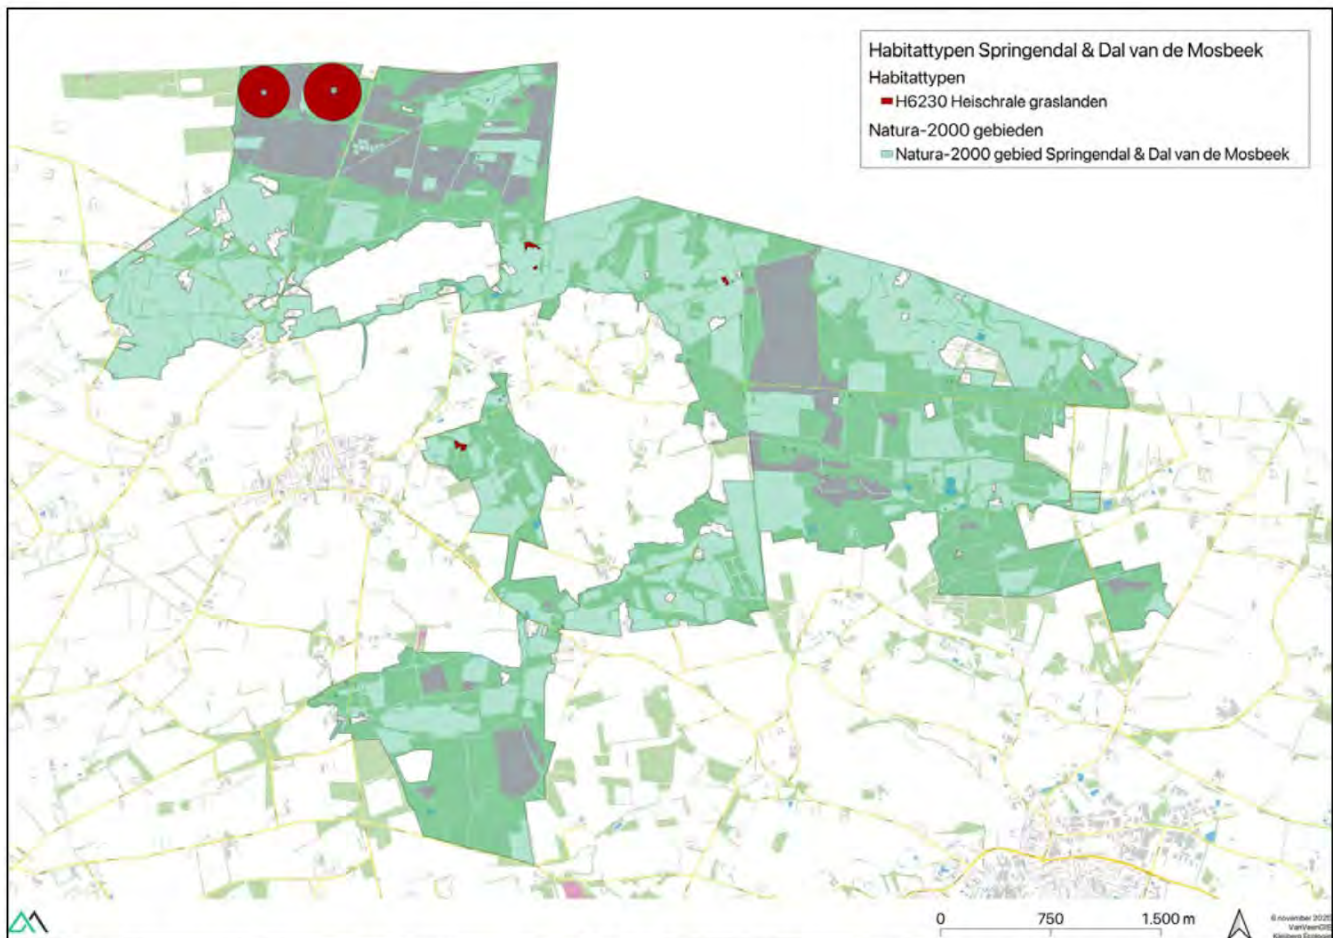 Habitattypen Springendal & Dal van de Mosbeek
Habitattypen
H6230 Heischrale graslanden
Natura-2000 gebieden
Natura-2000 gebied Springendal & Dal van de Mosbeek
0 750 1.500 m
6 november 2025
VanVeenGIS